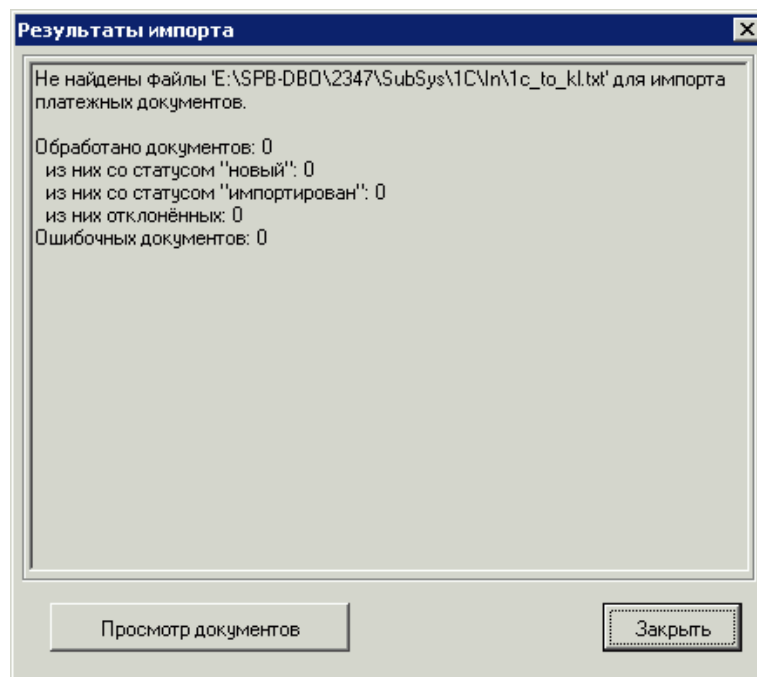 Результаты импорта
Не найдены файлы 'E:\SPB-DBO\2347\SubSys\1C\In\1c_to_kl.txt' для импорта
платежных документов.
Обработано документов: 0
из них со статусом "новый": 0
из них со статусом "импортирован": 0
из них отклонённых: 0
Ошибочных документов: 0
Просмотр документов
Закрыть